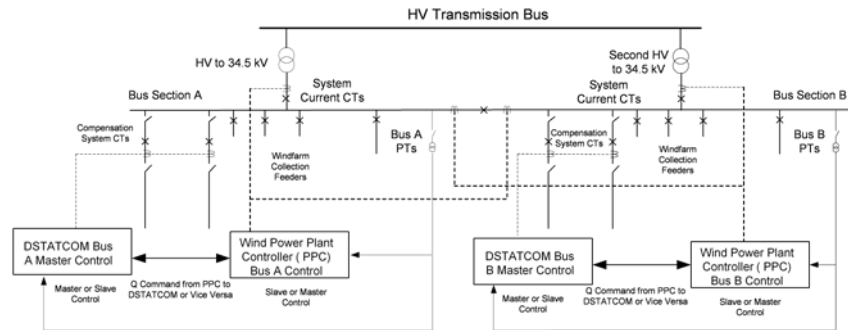 HV Transmission Bus
HV to 34.5 kV
Second HV
to 34.5 kV
System
Current CTs
System
Current CTs
Bus Section A
Bus Section B
Compensation
System CTs
Bus A
PTs
Compensation
System CTs
Bus B
PTs
Windfarm
Collection
Feeders
Windfarm
Collection
Feeders
DSTATCOM Bus
A Master Control
Wind Power Plant
Controller ( PPC)
Bus A Control
DSTATCOM Bus
B Master Control
Wind Power Plant
Controller ( PPC)
Bus B Control
Master or Slave
Control
Q Command from PPC to
DSTATCOM or Vice Versa
Slave or Master
Control
Master or Slave
Control
Q Command from PPC to
DSTATCOM or Vice Versa
Slave or Master
Control